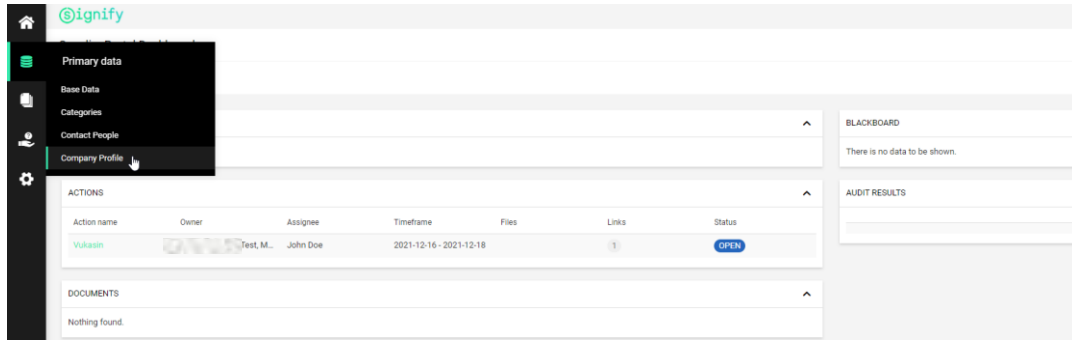 Signify
Primary data
Base Data
Categories
Contact People
Company Profile
BLACKBOARD
There is no data to be shown.
ACTIONS
Action name Owner Assignee Timeframe Files Links Status
Vukasin Test, M... John Doe 2021-12-16 - 2021-12-18 1 OPEN
AUDIT RESULTS
DOCUMENTS
Nothing found.